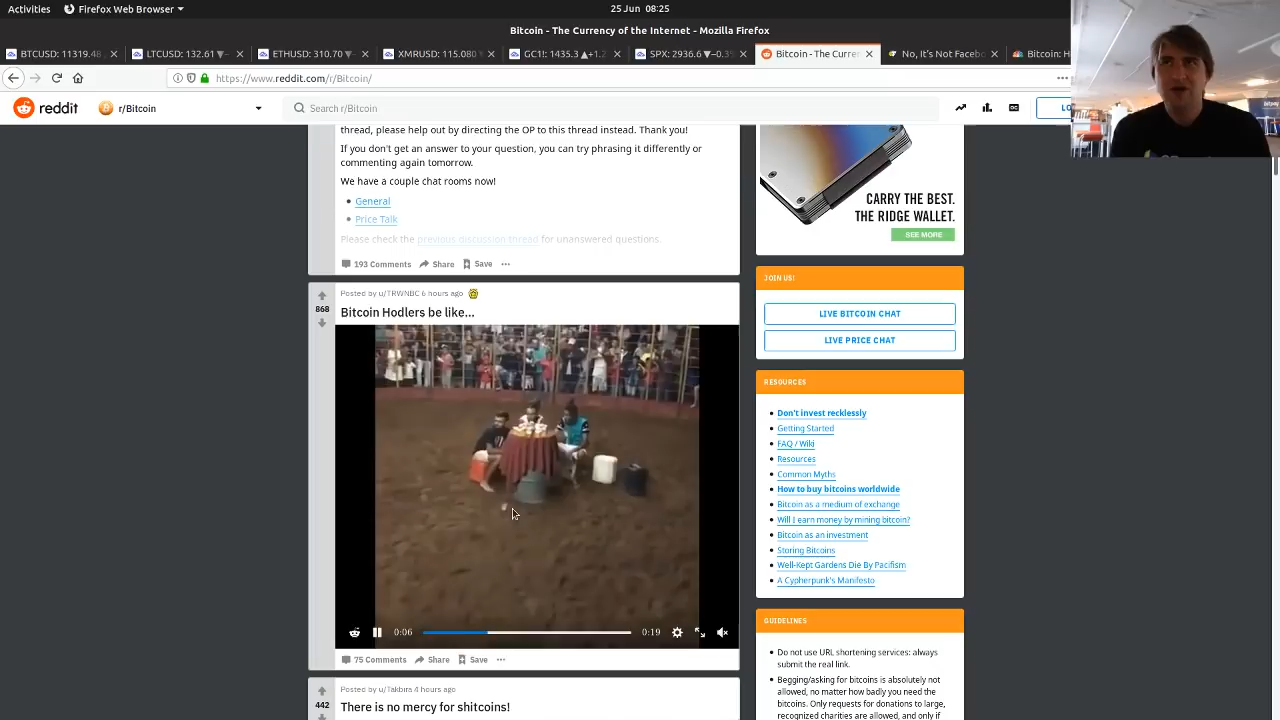 Activities
Firefox Web Browser
25 Jun 08:25
Bitcoin - The Currency of the Internet - Mozilla Firefox
BTCUSD: 11319.48
LTCUSD: 132.61 ▼−
ETHUSD: 310.70 ▼−
XMRUSD: 115.080
GC1!: 1435.3 ▲+1.2
SPX: 2936.6 ▼−0.3%
Bitcoin - The Curre
No, It's Not Facebo
Bitcoin: H
https://www.reddit.com/r/Bitcoin/
reddit
r/Bitcoin
Search r/Bitcoin
LO
thread, please help out by directing the OP to this thread instead. Thank you!
If you don't get an answer to your question, you can try phrasing it differently or
commenting again tomorrow.
We have a couple chat rooms now!
• General
• Price Talk
Please check the previous discussion thread for unanswered questions.
193 Comments
Share
Save
Posted by u/TRWNBC 6 hours ago
868
Bitcoin Hodlers be like...
0:06
0:19
75 Comments
Share
Save
Posted by u/Takbira 4 hours ago
442
There is no mercy for shitcoins!
CARRY THE BEST.
THE RIDGE WALLET.
SEE MORE
JOIN US!
LIVE BITCOIN CHAT
LIVE PRICE CHAT
RESOURCES
• Don't invest recklessly
• Getting Started
• FAQ / Wiki
• Resources
• Common Myths
• How to buy bitcoins worldwide
• Bitcoin as a medium of exchange
• Will I earn money by mining bitcoin?
• Bitcoin as an investment
• Storing Bitcoins
• Well-Kept Gardens Die By Pacifism
• A Cypherpunk's Manifesto
GUIDELINES
• Do not use URL shortening services: always
submit the real link.
• Begging/asking for bitcoins is absolutely not
allowed, no matter how badly you need the
bitcoins. Only requests for donations to large,
recognized charities are allowed, and only if